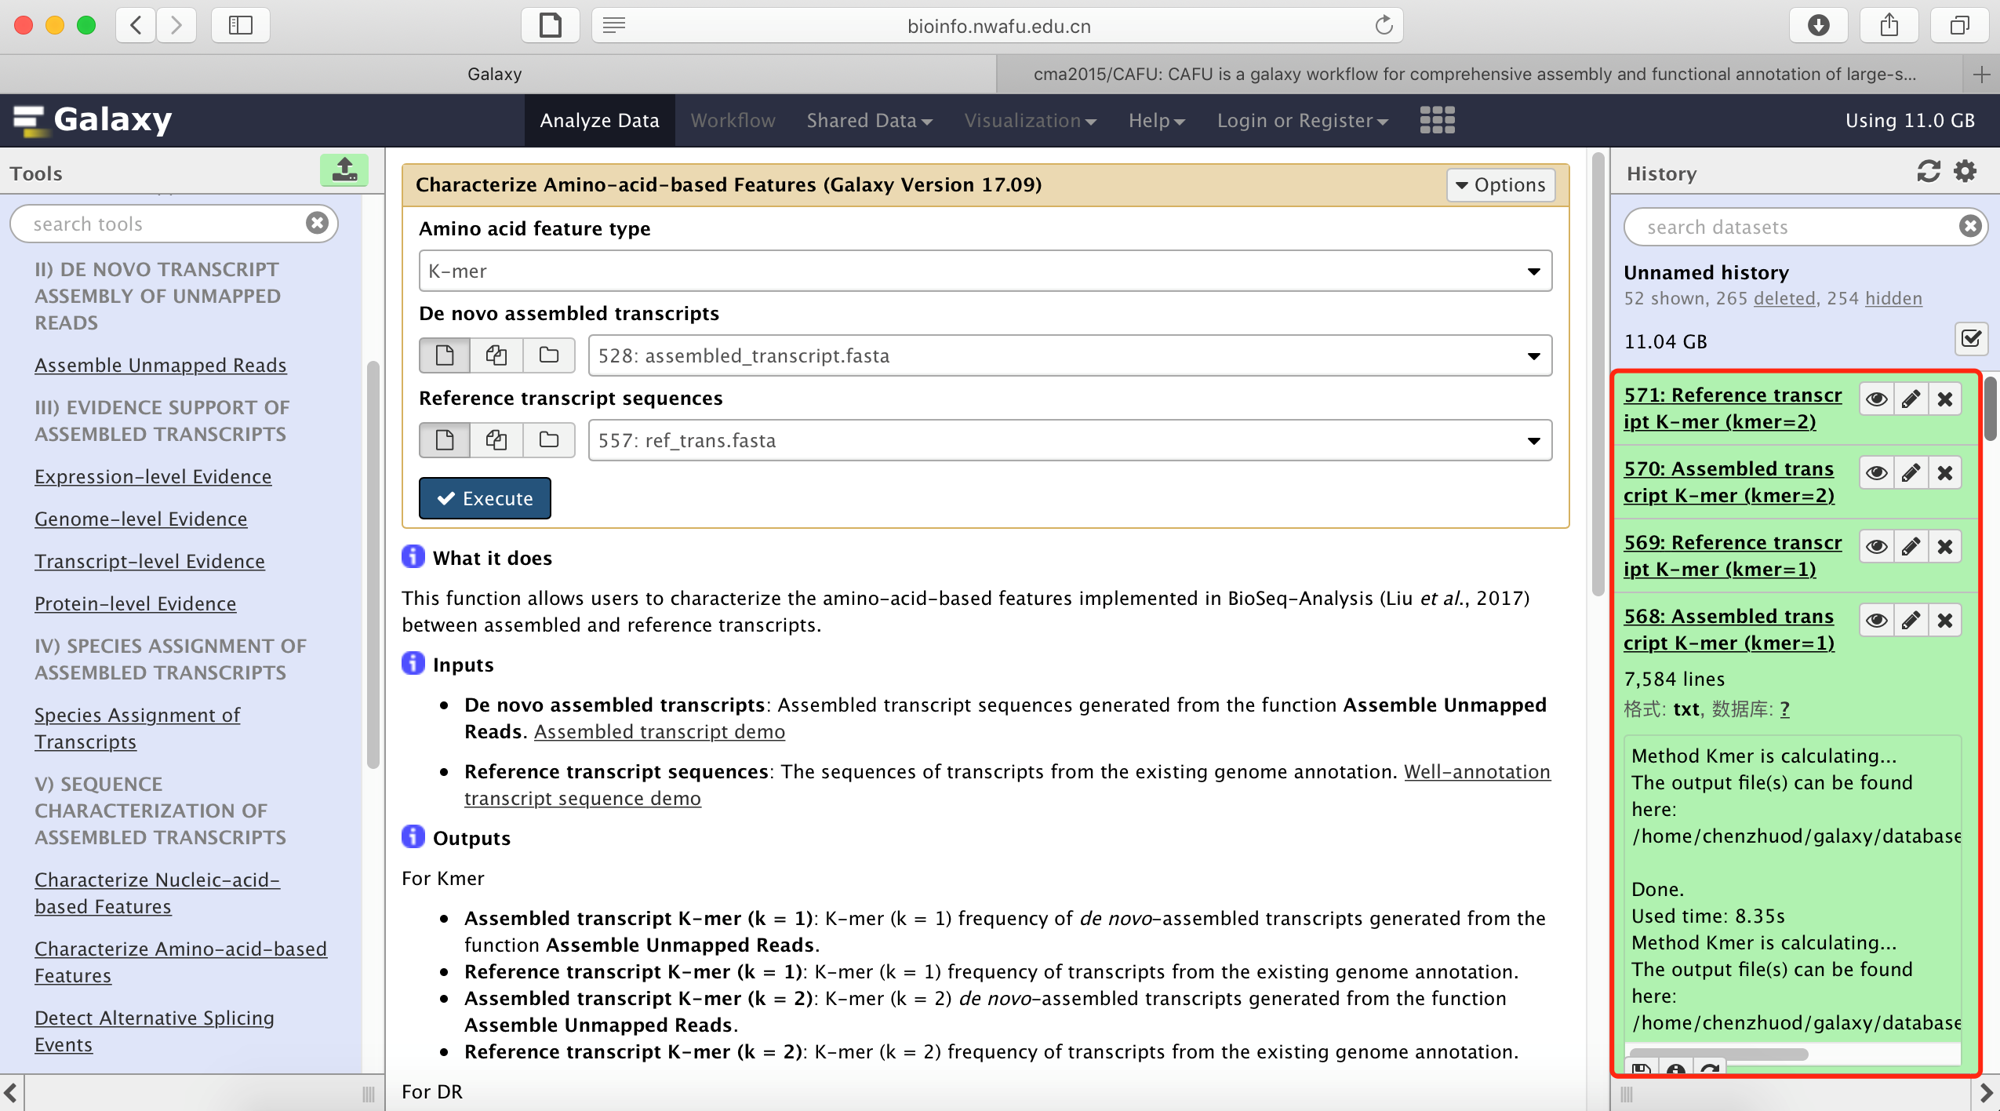 bioinfo.nwafu.edu.cn
Galaxy
cma2015/CAFU: CAFU is a galaxy workflow for comprehensive assembly and functional annotation of large-s...
Galaxy
Analyze Data
Workflow
Shared Data
Visualization
Help
Login or Register
Using 11.0 GB
Tools
search tools
II) DE NOVO TRANSCRIPT
ASSEMBLY OF UNMAPPED
READS
Assemble Unmapped Reads
III) EVIDENCE SUPPORT OF
ASSEMBLED TRANSCRIPTS
Expression-level Evidence
Genome-level Evidence
Transcript-level Evidence
Protein-level Evidence
IV) SPECIES ASSIGNMENT OF
ASSEMBLED TRANSCRIPTS
Species Assignment of
Transcripts
V) SEQUENCE
CHARACTERIZATION OF
ASSEMBLED TRANSCRIPTS
Characterize Nucleic-acid-
based Features
Characterize Amino-acid-based
Features
Detect Alternative Splicing
Events
Characterize Amino-acid-based Features (Galaxy Version 17.09)
Options
Amino acid feature type
K-mer
De novo assembled transcripts
528: assembled_transcript.fasta
Reference transcript sequences
557: ref_trans.fasta
Execute
What it does
This function allows users to characterize the amino-acid-based features implemented in BioSeq-Analysis (Liu et al., 2017)
between assembled and reference transcripts.
Inputs
De novo assembled transcripts: Assembled transcript sequences generated from the function Assemble Unmapped
Reads. Assembled transcript demo
Reference transcript sequences: The sequences of transcripts from the existing genome annotation. Well-annotation
transcript sequence demo
Outputs
For Kmer
Assembled transcript K-mer (k = 1): K-mer (k = 1) frequency of de novo-assembled transcripts generated from the
function Assemble Unmapped Reads.
Reference transcript K-mer (k = 1): K-mer (k = 1) frequency of transcripts from the existing genome annotation.
Assembled transcript K-mer (k = 2): K-mer (k = 2) de novo-assembled transcripts generated from the function
Assemble Unmapped Reads.
Reference transcript K-mer (k = 2): K-mer (k = 2) frequency of transcripts from the existing genome annotation.
For DR
History
search datasets
Unnamed history
52 shown, 265 deleted, 254 hidden
11.04 GB
571: Reference transcr
ipt K-mer (kmer=2)
570: Assembled trans
cript K-mer (kmer=2)
569: Reference transcr
ipt K-mer (kmer=1)
568: Assembled trans
cript K-mer (kmer=1)
7,584 lines
格式: txt, 数据库: ?
Method Kmer is calculating...
The output file(s) can be found
here:
/home/chenzhuod/galaxy/database
Done.
Used time: 8.35s
Method Kmer is calculating...
The output file(s) can be found
here:
/home/chenzhuod/galaxy/database